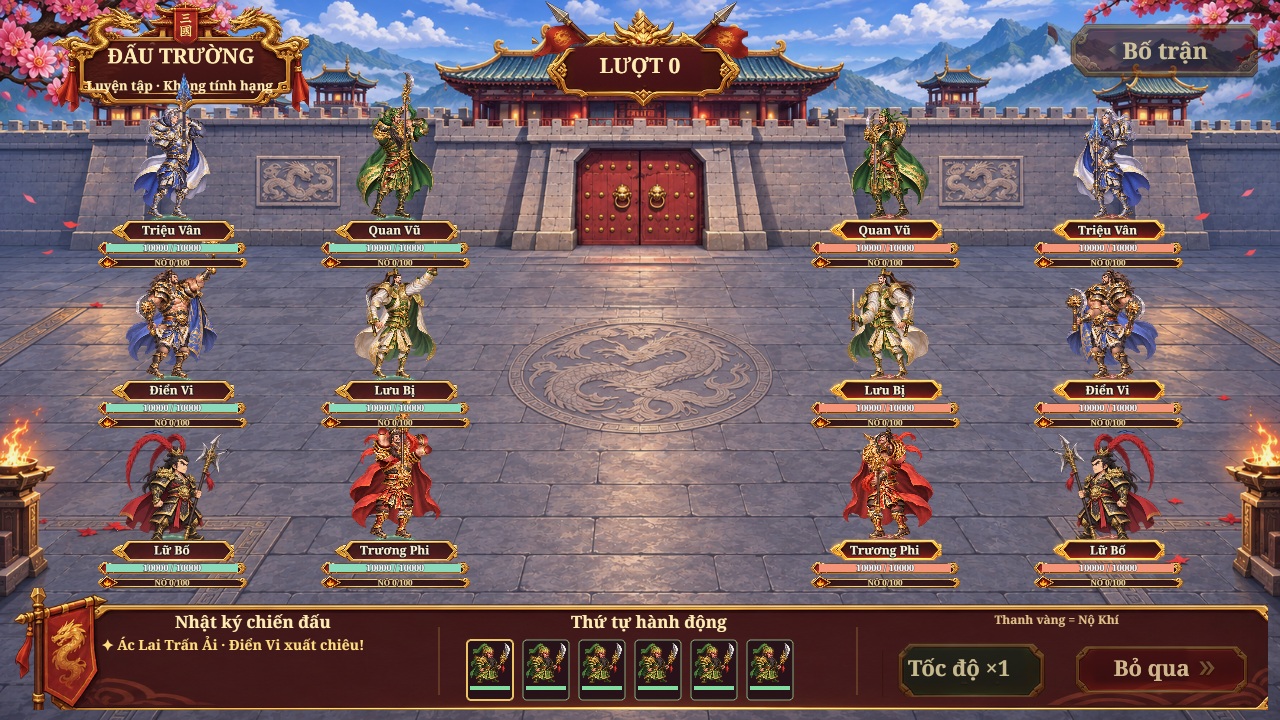 三國
ĐẤU TRƯỜNG
Luyện tập · Không tính hạng
LƯỢT 0
Bố trận
Triệu Vân
10000/10000
NỘ 0/100
Quan Vũ
10000/10000
NỘ 0/100
Quan Vũ
10000/10000
NỘ 0/100
Triệu Vân
10000/10000
NỘ 0/100
Điển Vi
10000/10000
NỘ 0/100
Lưu Bị
10000/10000
NỘ 0/100
Lưu Bị
10000/10000
NỘ 0/100
Điển Vi
10000/10000
NỘ 0/100
Lữ Bố
10000/10000
NỘ 0/100
Trương Phi
10000/10000
NỘ 0/100
Trương Phi
10000/10000
NỘ 0/100
Lữ Bố
10000/10000
NỘ 0/100
Nhật ký chiến đấu
✦ Ác Lai Trấn Ải · Điển Vi xuất chiêu!
Thứ tự hành động
Thanh vàng = Nộ Khí
Tốc độ ×1
Bỏ qua »